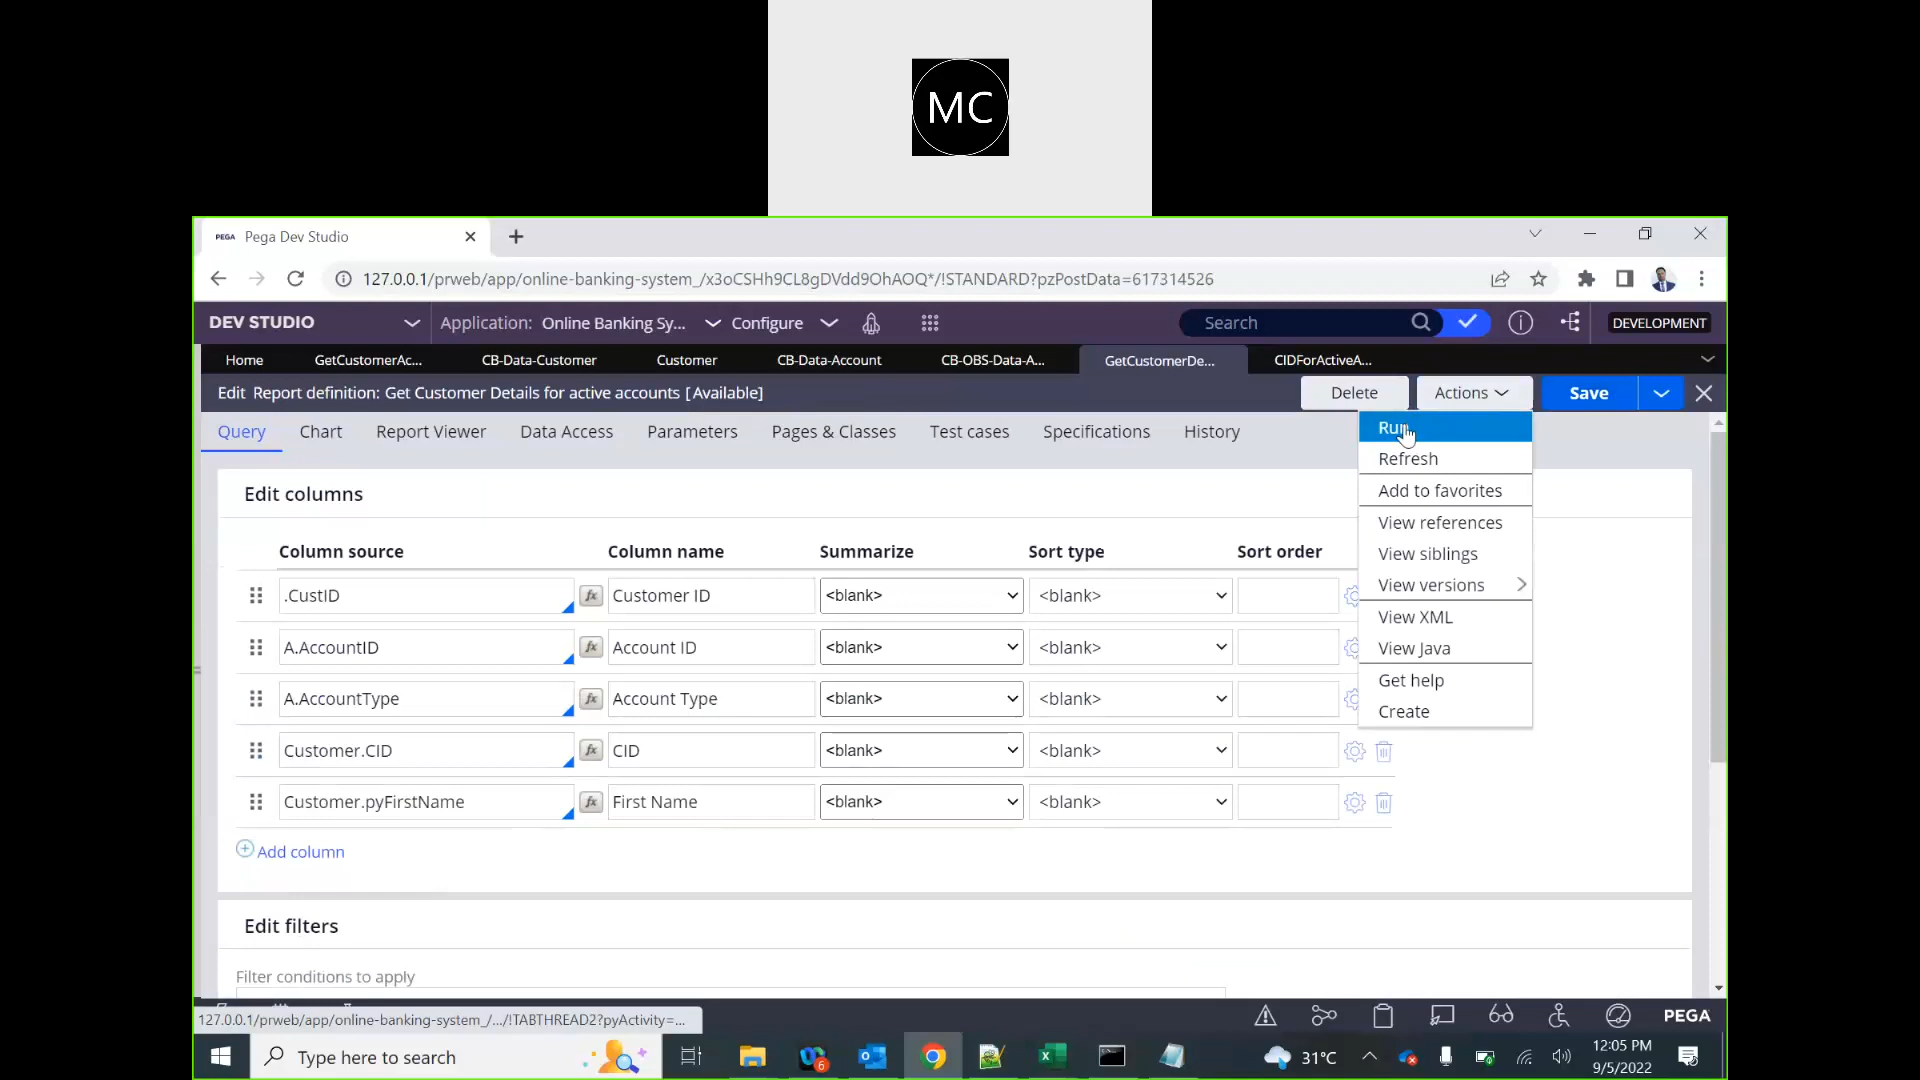 MC
PEGA Pega Dev Studio
127.0.0.1/prweb/app/online-banking-system_/x3oCSHh9CL8gDVdd9OhAOQ*/!STANDARD?pzPostData=617314526
DEV STUDIO Application: Online Banking Sy... Configure Search DEVELOPMENT
Home GetCustomerAc... CB-Data-Customer Customer CB-Data-Account CB-OBS-Data-A... GetCustomerDe... CIDForActiveA...
Edit Report definition: Get Customer Details for active accounts [Available] Delete Actions Save
Query Chart Report Viewer Data Access Parameters Pages & Classes Test cases Specifications History
Run
Refresh
Add to favorites
View references
View siblings
View versions
View XML
View Java
Get help
Create
Edit columns
Column source Column name Summarize Sort type Sort order
.CustID fx Customer ID <blank> <blank>
A.AccountID fx Account ID <blank> <blank>
A.AccountType fx Account Type <blank> <blank>
Customer.CID fx CID <blank> <blank>
Customer.pyFirstName fx First Name <blank> <blank>
Add column
Edit filters
Filter conditions to apply
127.0.0.1/prweb/app/online-banking-system_/.../!TABTHREAD2?pyActivity=...
PEGA
Type here to search 6 31°C 12:05 PM
9/5/2022